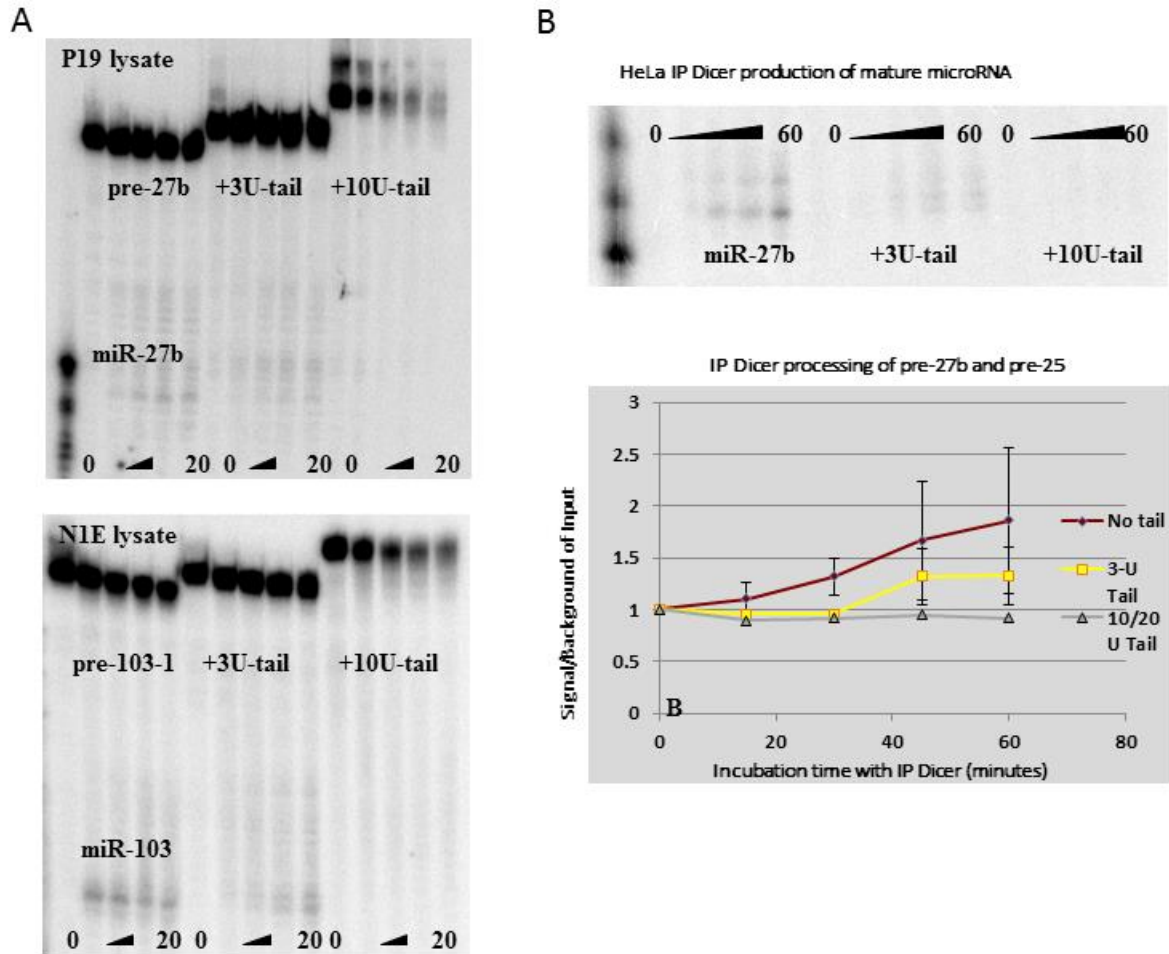 A
P19 lysate
pre-27b +3U-tail +10U-tail
miR-27b
0 20 0 20 0 20
N1E lysate
pre-103-1 +3U-tail +10U-tail
miR-103
0 20 0 20 0 20
B
HeLa IP Dicer production of mature microRNA
0 60 0 60 0 60
miR-27b +3U-tail +10U-tail
IP Dicer processing of pre-27b and pre-25
Signal/Background of Input
3
2.5
2
1.5
1
0.5
0
B
0 20 40 60 80
Incubation time with IP Dicer (minutes)
No tail
3-U
Tail
10/20
U Tail